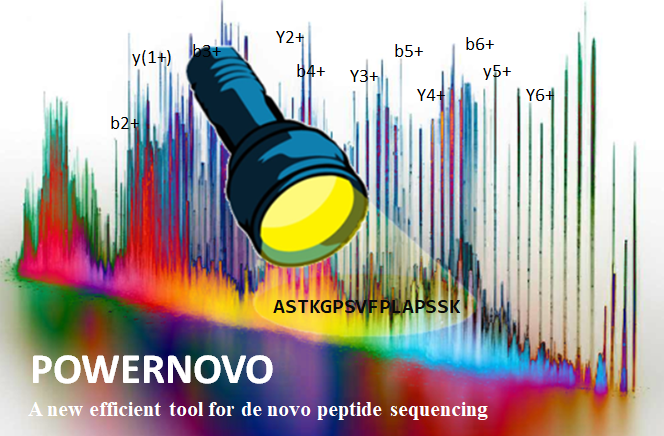 Y2+
b6+
b3+
b5+
y(1+)
b4+
Y3+
y5+
Y4+
Y6+
b2+
ASTKGPSVFPLAPSSK
POWERNOVO
A new efficient tool for de novo peptide sequencing